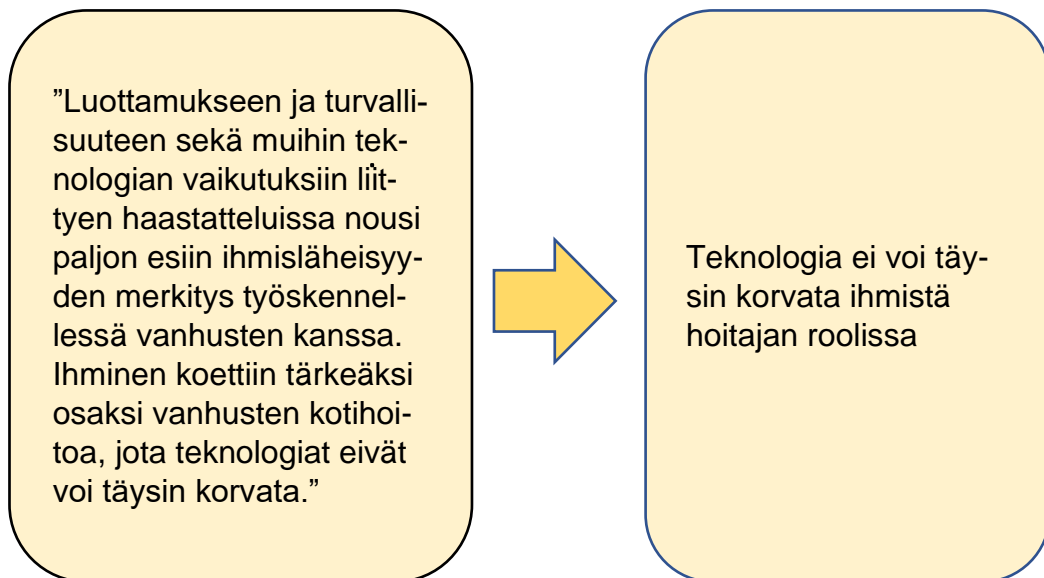 ”Luottamukseen ja turvalli-
suuteen sekä muihin tek-
nologian vaikutuksiin liit-
tyen haastatteluissa nousi
paljon esiin ihmisläheisyy-
den merkitys työskennel-
lessä vanhusten kanssa.
Ihminen koettiin tärkeäksi
osaksi vanhusten kotihoi-
toa, jota teknologiat eivät
voi täysin korvata.”
Teknologia ei voi täy-
sin korvata ihmistä
hoitajan roolissa